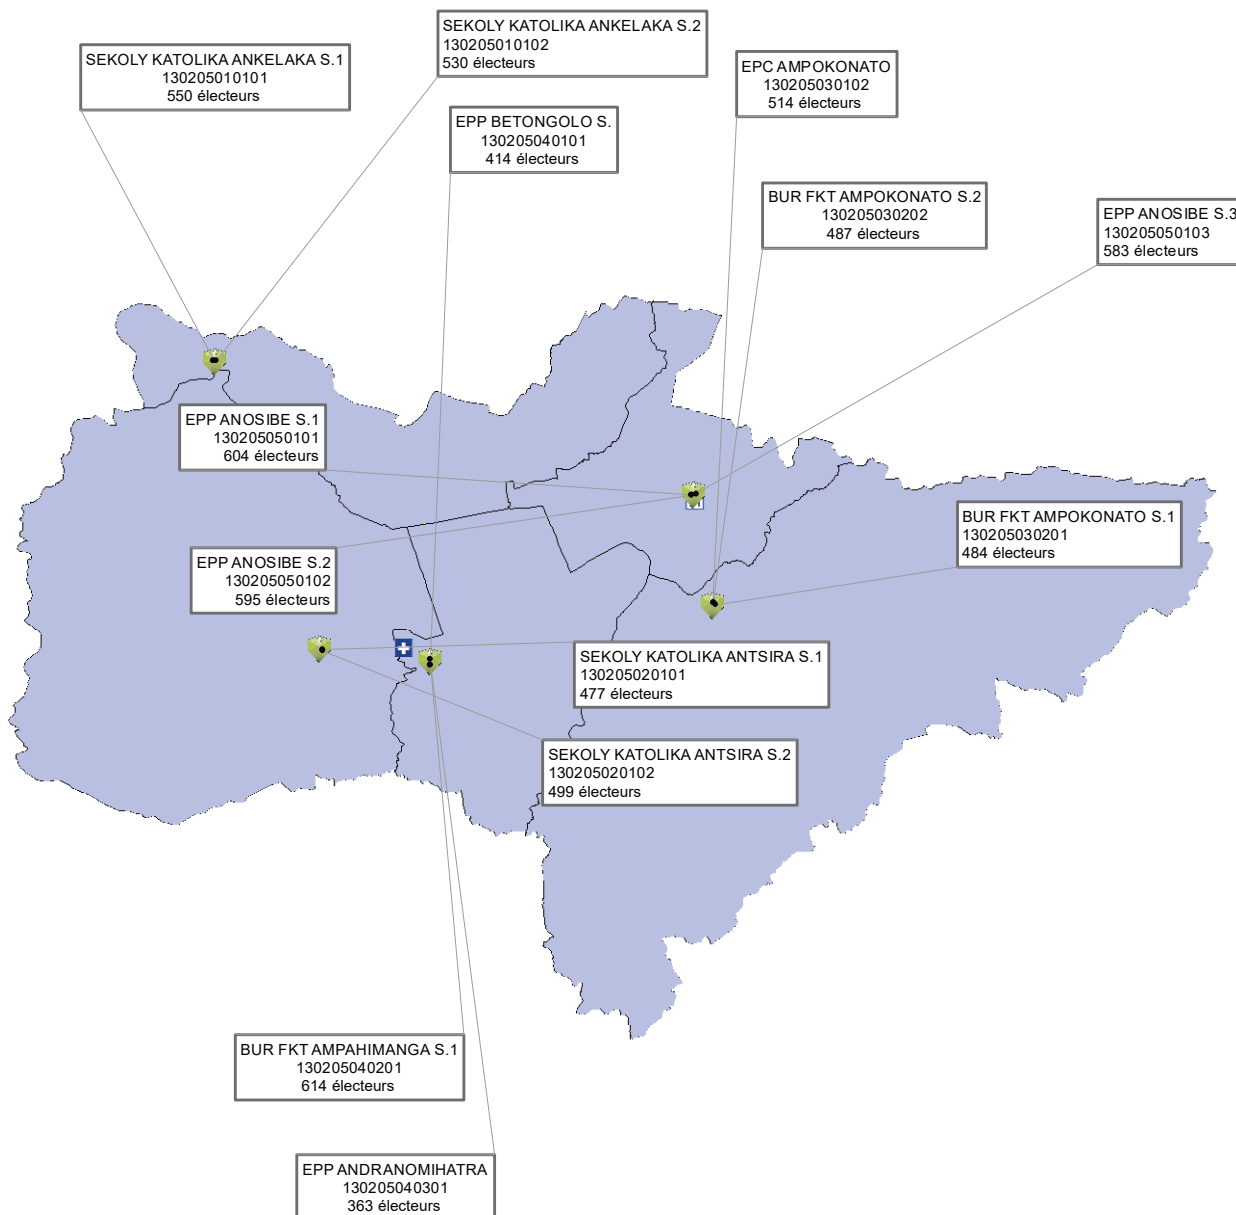 SEKOLY KATOLIKA ANKELAKA S.1
130205010101
550 électeurs
SEKOLY KATOLIKA ANKELAKA S.2
130205010102
530 électeurs
EPP BETONGOLO S.
130205040101
414 électeurs
EPC AMPOKONATO
130205030102
514 électeurs
BUR FKT AMPOKONATO S.2
130205030202
487 électeurs
EPP ANOSIBE S.3
130205050103
583 électeurs
EPP ANOSIBE S.1
130205050101
604 électeurs
EPP ANOSIBE S.2
130205050102
595 électeurs
BUR FKT AMPOKONATO S.1
130205030201
484 électeurs
SEKOLY KATOLIKA ANTSIRA S.1
130205020101
477 électeurs
SEKOLY KATOLIKA ANTSIRA S.2
130205020102
499 électeurs
BUR FKT AMPAHIMANGA S.1
130205040201
614 électeurs
EPP ANDRANOMIHATRA
130205040301
363 électeurs